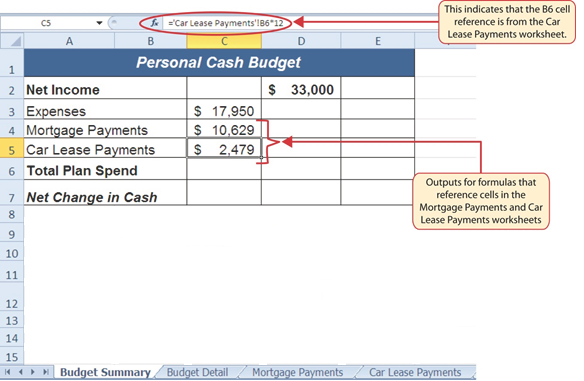 This indicates that the B6 cell
reference is from the Car
Lease Payments worksheet.
C5 fx ='Car Lease Payments'!B6*12
A B C D E
1 Personal Cash Budget
2 Net Income $ 33,000
3 Expenses $ 17,950
4 Mortgage Payments $ 10,629
5 Car Lease Payments $ 2,479
6 Total Plan Spend
7 Net Change in Cash
8
9
10
11
12
13
14
15
Outputs for formulas that
reference cells in the
Mortgage Payments and Car
Lease Payments worksheets
Budget Summary Budget Detail Mortgage Payments Car Lease Payments